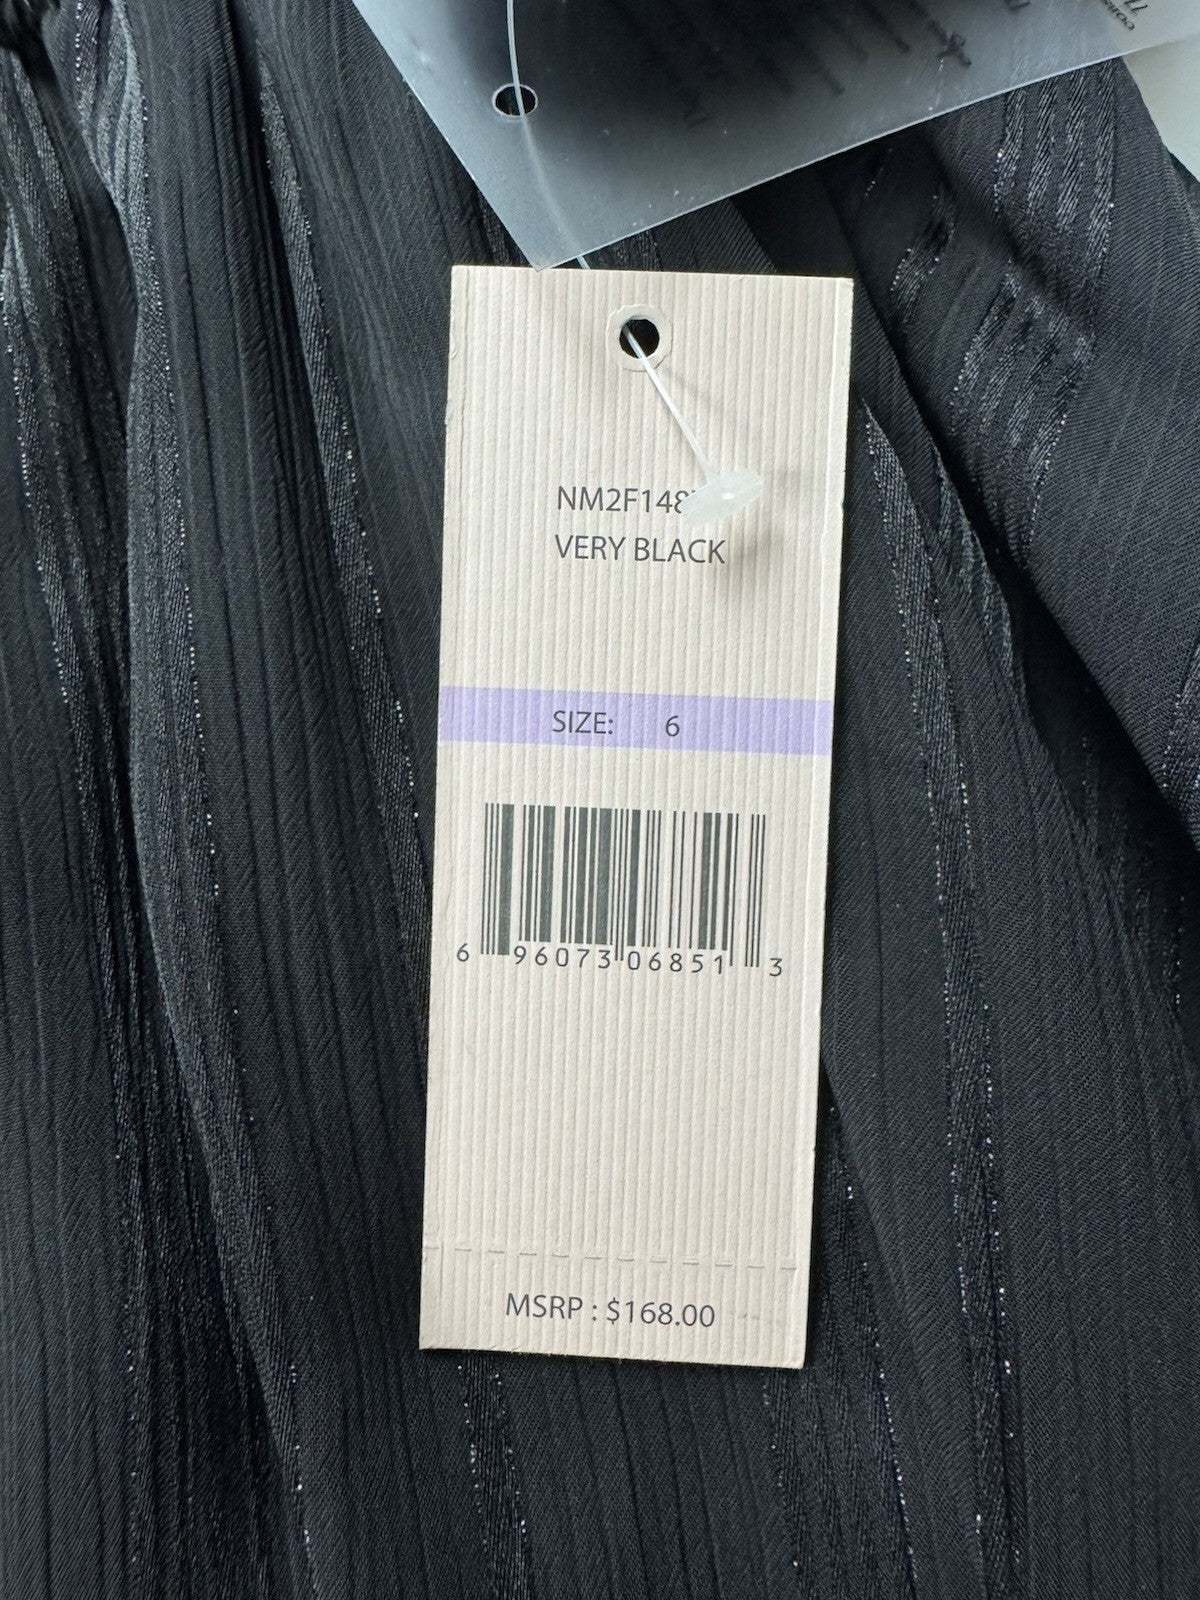 NM2F148
VERY BLACK
SIZE: 6
6 96073 06851 3
MSRP : $168.00